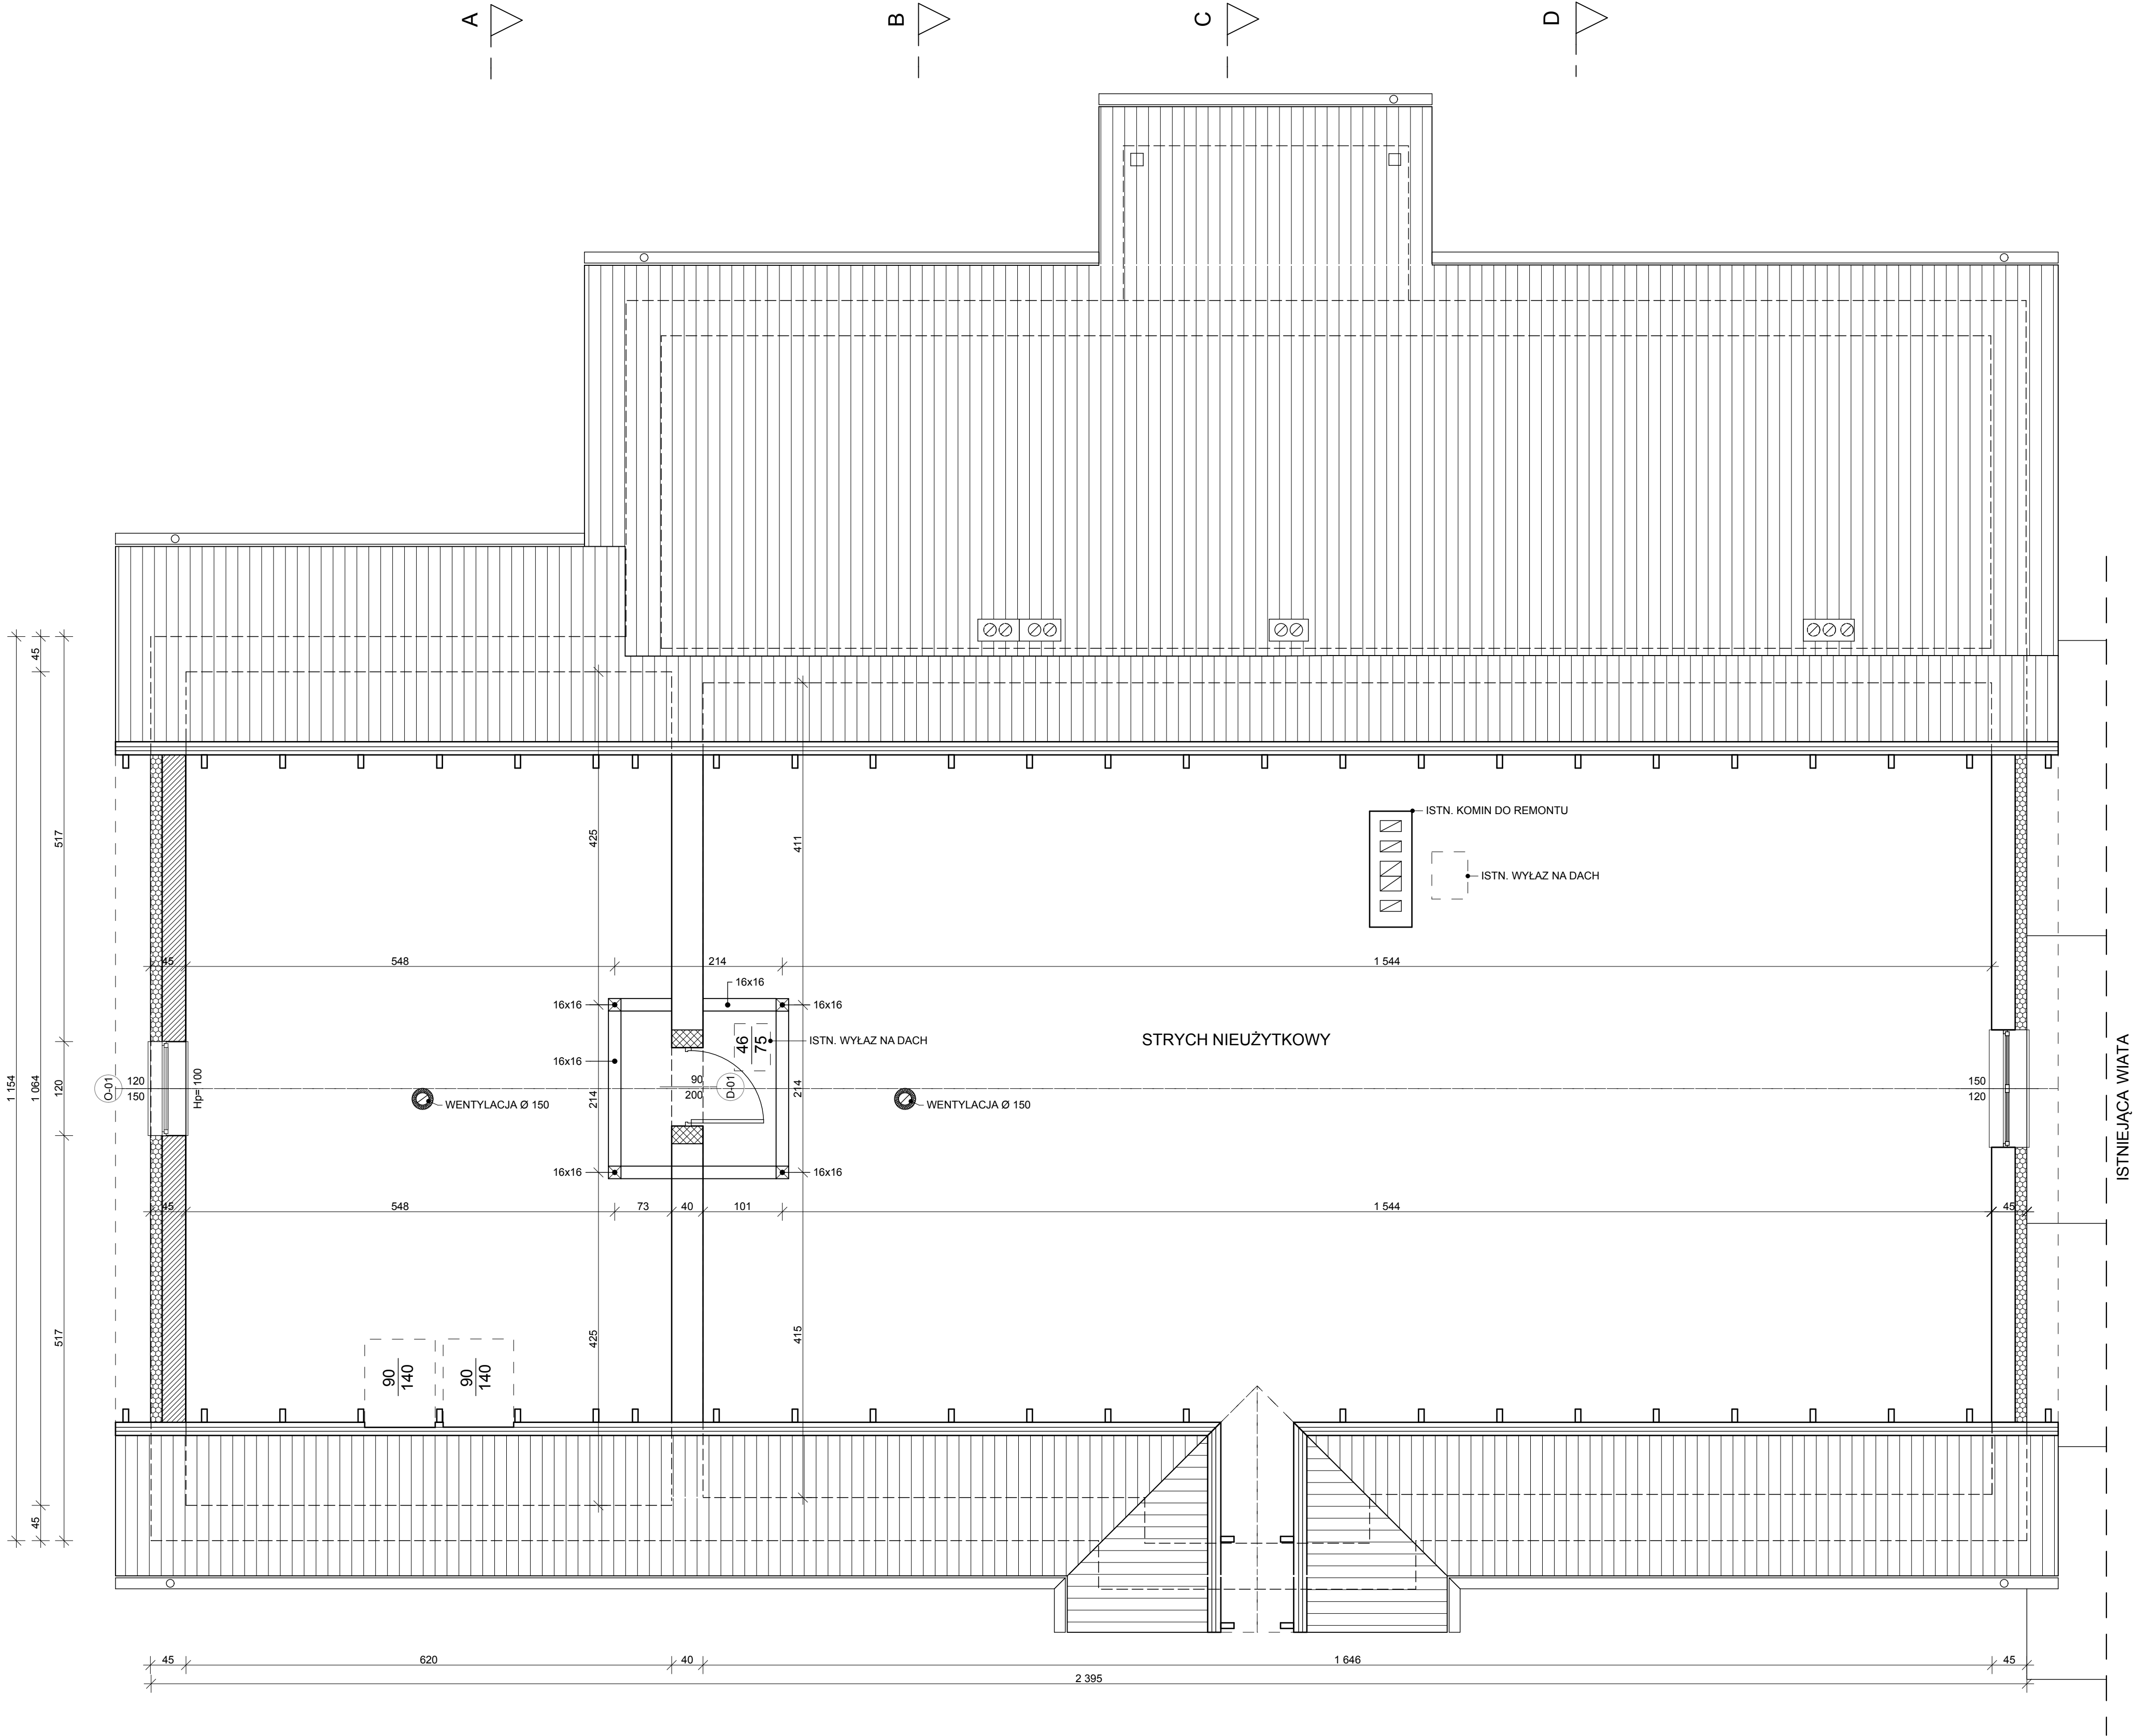 A
B
C
D
45
517
1 154
1 064
120
517
45
425
411
ISTN. KOMIN DO REMONTU
ISTN. WYŁAZ NA DACH
45
548
214
1 544
16x16
16x16
16x16
46
75
ISTN. WYŁAZ NA DACH
STRYCH NIEUŻYTKOWY
16x16
O-01
120
150
Hp= 100
90
200
D-01
214
214
WENTYLACJA Ø 150
WENTYLACJA Ø 150
150
120
ISTNIEJĄCA WIATA
16x16
16x16
45
548
73
40
101
1 544
45
425
415
90
140
90
140
45
620
40
1 646
45
2 395